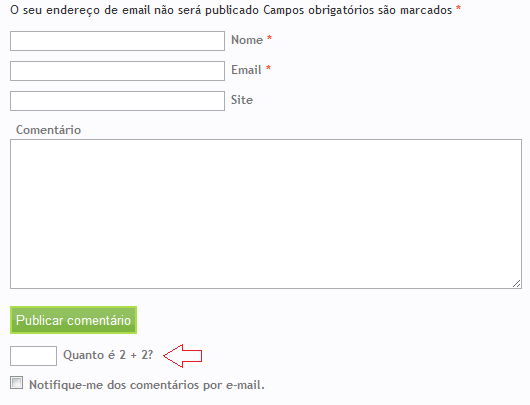 O seu endereço de email não será publicado Campos obrigatórios são marcados *
Nome *
Email *
Site
Comentário
Publicar comentário
Quanto é 2 + 2?
Notifique-me dos comentários por e-mail.